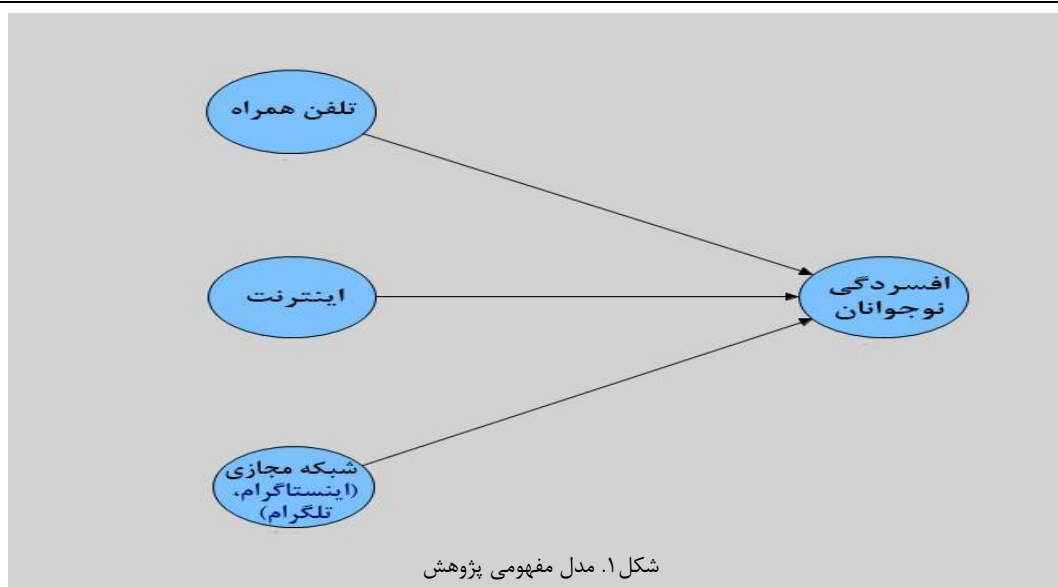 تلفن همراه
اینترنت
افسردگی
نوجوانان
شبکه مجازی
(اینستاگرام،
تلگرام)
شکل۱. مدل مفهومی پژوهش